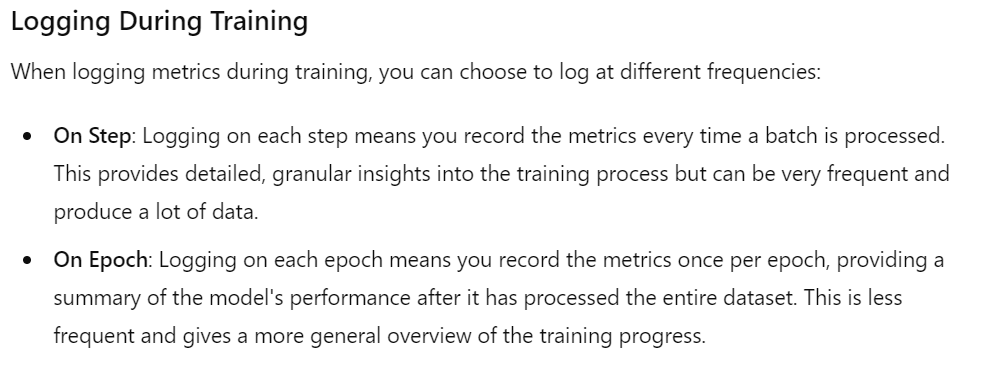 Logging During Training
When logging metrics during training, you can choose to log at different frequencies:
• On Step: Logging on each step means you record the metrics every time a batch is processed.
This provides detailed, granular insights into the training process but can be very frequent and
produce a lot of data.
• On Epoch: Logging on each epoch means you record the metrics once per epoch, providing a
summary of the model's performance after it has processed the entire dataset. This is less
frequent and gives a more general overview of the training progress.